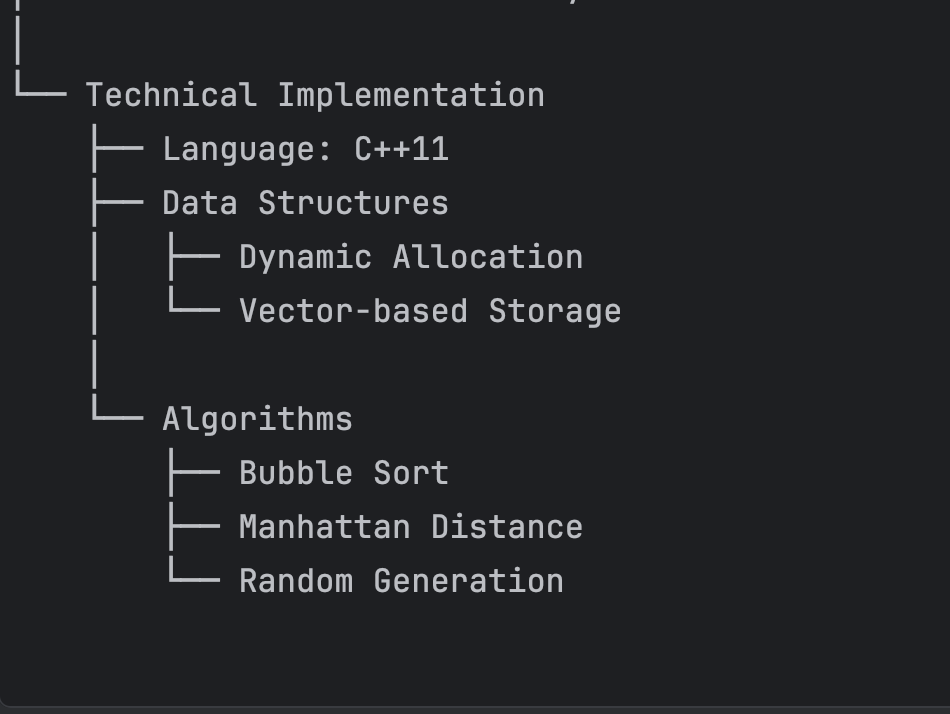 Technical Implementation
Language: C++11
Data Structures
Dynamic Allocation
Vector-based Storage
Algorithms
Bubble Sort
Manhattan Distance
Random Generation